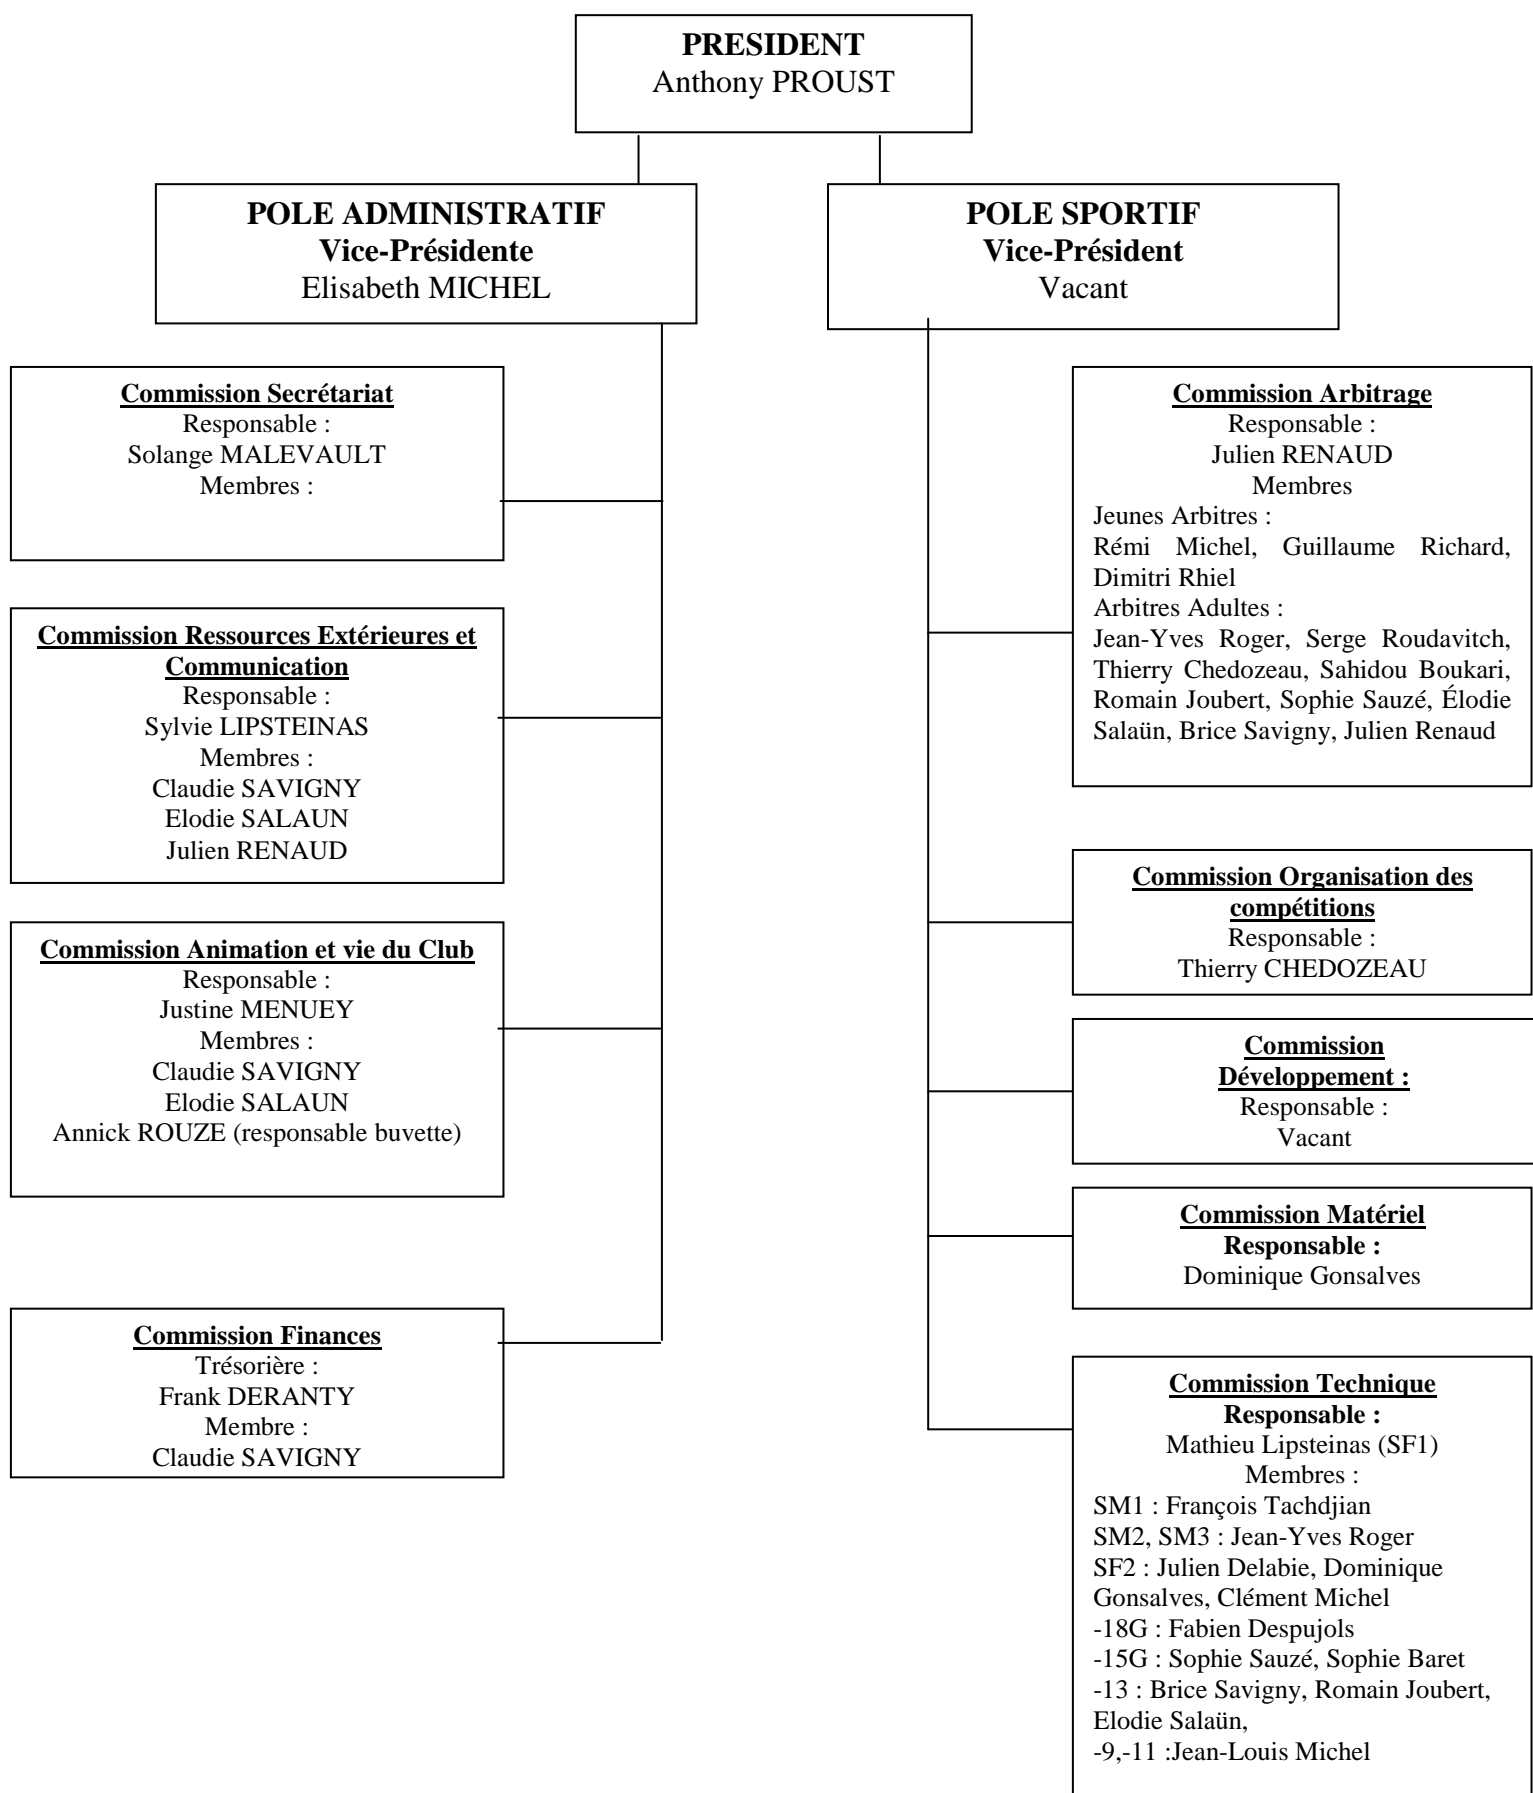 PRESIDENT
Anthony PROUST
POLE ADMINISTRATIF
Vice-Présidente
Elisabeth MICHEL
POLE SPORTIF
Vice-Président
Vacant
Commission Secrétariat
Responsable :
Solange MALEVAULT
Membres :
Commission Ressources Extérieures et
Communication
Responsable :
Sylvie LIPSTEINAS
Membres :
Claudie SAVIGNY
Elodie SALAUN
Julien RENAUD
Commission Animation et vie du Club
Responsable :
Justine MENUEY
Membres :
Claudie SAVIGNY
Elodie SALAUN
Annick ROUZE (responsable buvette)
Commission Finances
Trésorière :
Frank DERANTY
Membre :
Claudie SAVIGNY
Commission Arbitrage
Responsable :
Julien RENAUD
Membres
Jeunes Arbitres :
Rémi Michel, Guillaume Richard,
Dimitri Rhiel
Arbitres Adultes :
Jean-Yves Roger, Serge Roudavitch,
Thierry Chedozeau, Sahidou Boukari,
Romain Joubert, Sophie Sauzé, Élodie
Salaün, Brice Savigny, Julien Renaud
Commission Organisation des
compétitions
Responsable :
Thierry CHEDOZEAU
Commission
Développement :
Responsable :
Vacant
Commission Matériel
Responsable :
Dominique Gonsalves
Commission Technique
Responsable :
Mathieu Lipsteinas (SF1)
Membres :
SM1 : François Tachdjian
SM2, SM3 : Jean-Yves Roger
SF2 : Julien Delabie, Dominique
Gonsalves, Clément Michel
-18G : Fabien Despujols
-15G : Sophie Sauzé, Sophie Baret
-13 : Brice Savigny, Romain Joubert,
Elodie Salaün,
-9,-11 :Jean-Louis Michel